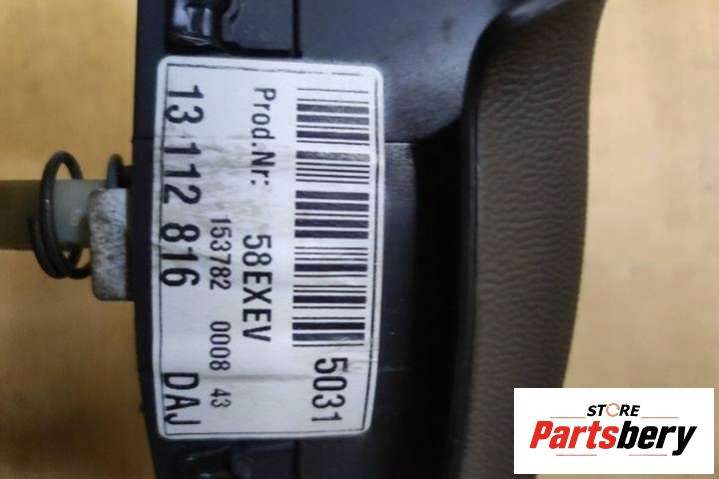 5031
Prod.Nr: 58EXEV
153782 0008 43
13 112 816 DAJ
STORE
Partsbery